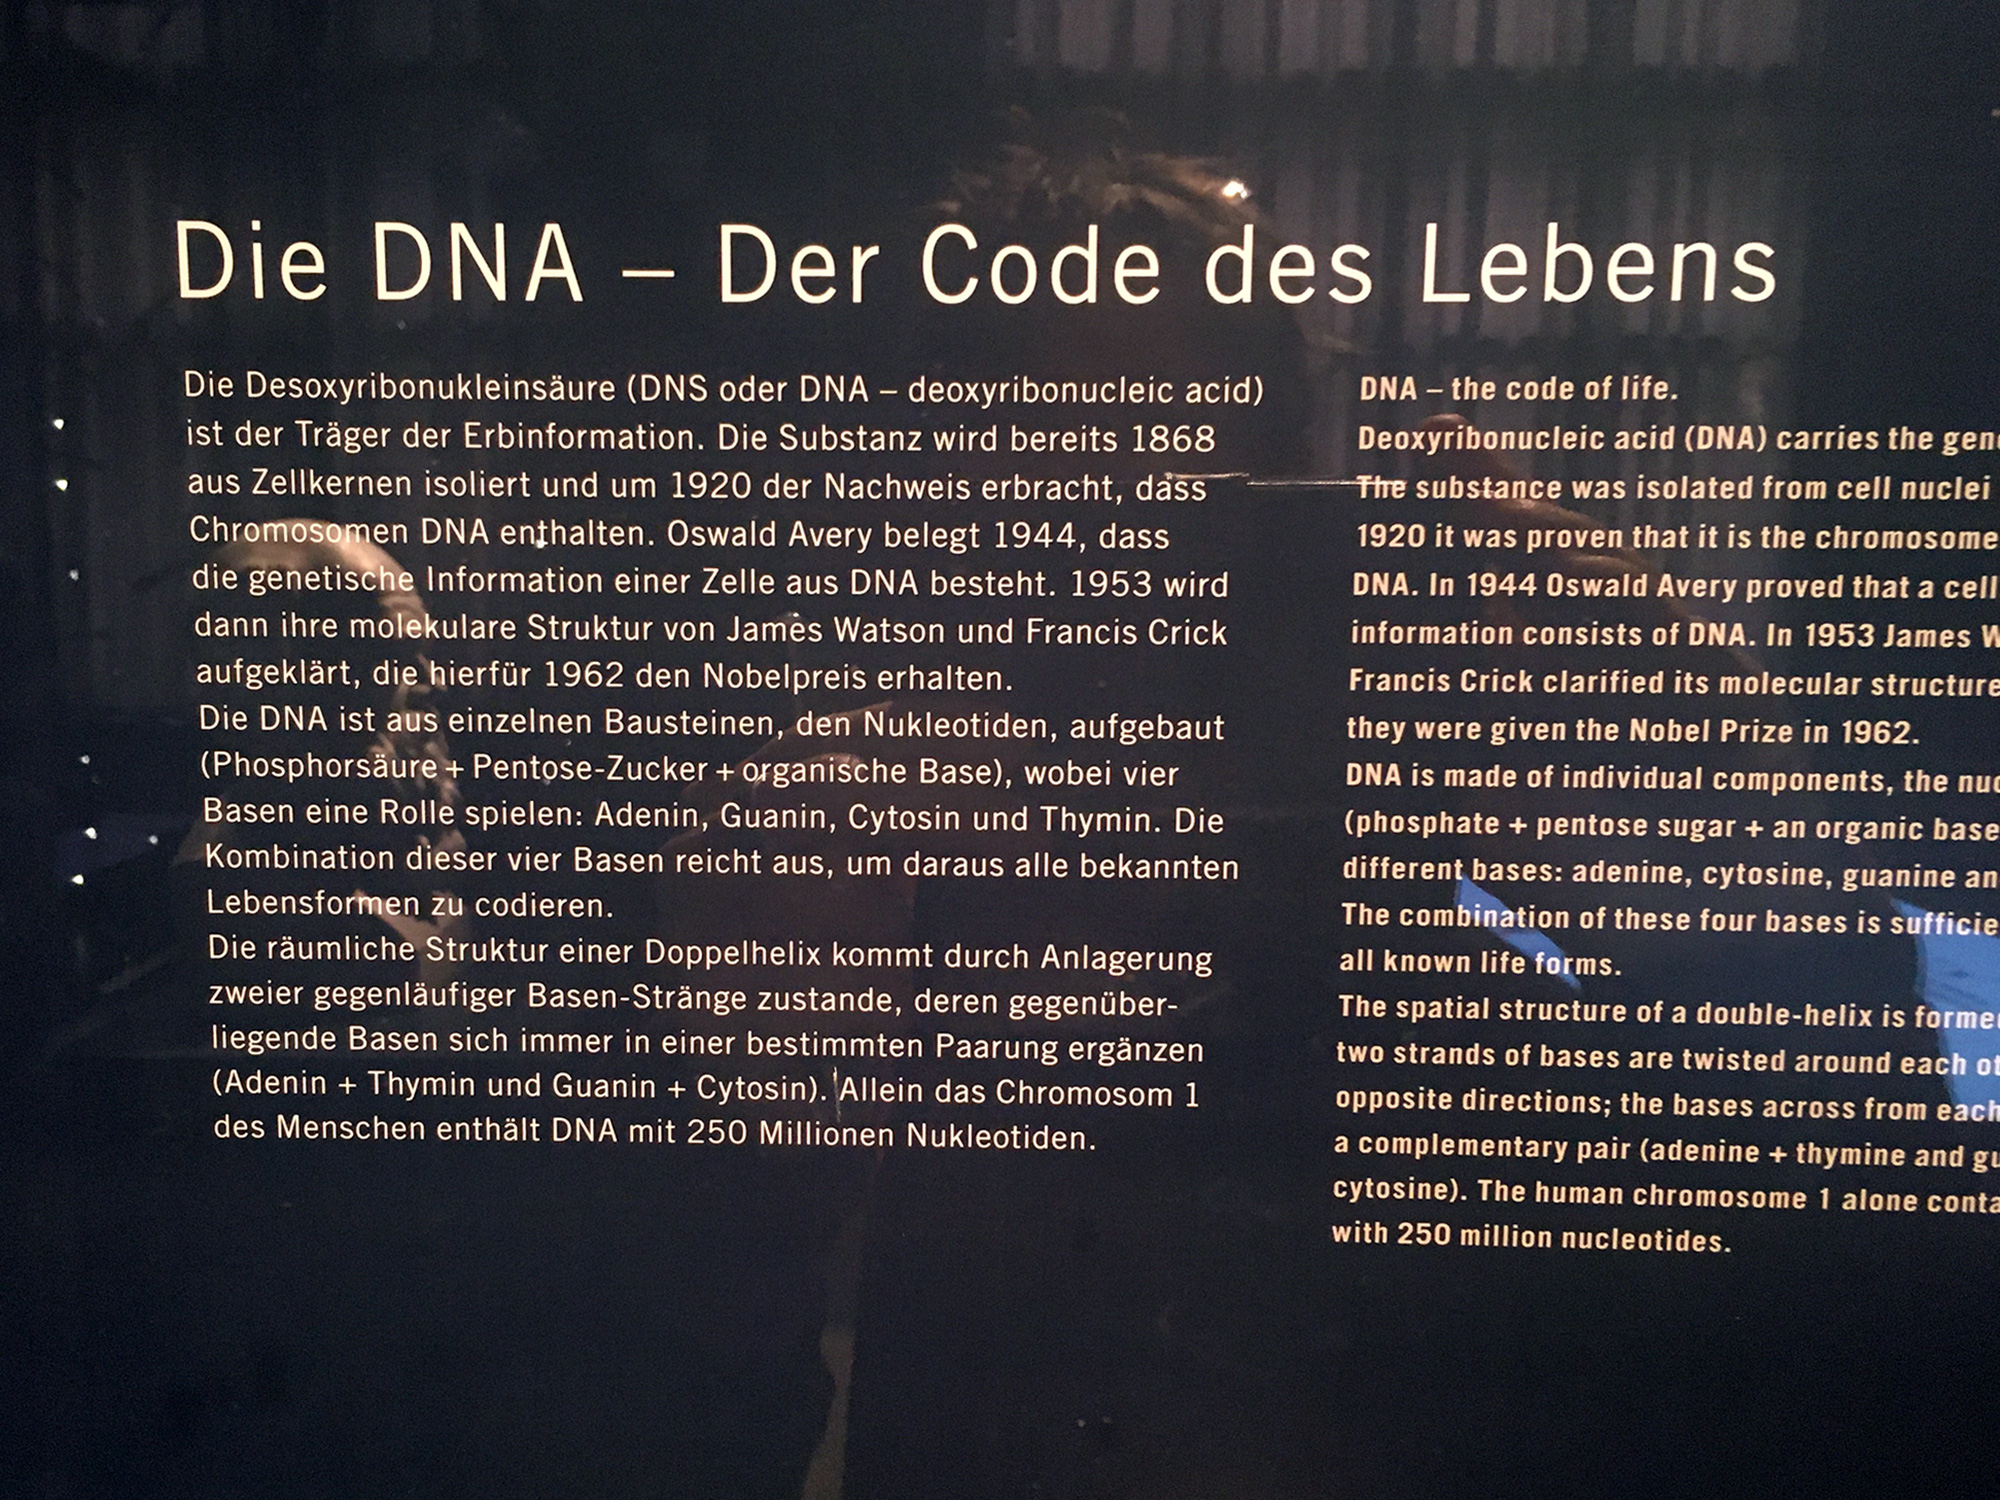 Die DNA – Der Code des Lebens
Die Desoxyribonukleinsäure (DNS oder DNA – deoxyribonucleic acid)
ist der Träger der Erbinformation. Die Substanz wird bereits 1868
aus Zellkernen isoliert und um 1920 der Nachweis erbracht, dass
Chromosomen DNA enthalten. Oswald Avery belegt 1944, dass
die genetische Information einer Zelle aus DNA besteht. 1953 wird
dann ihre molekulare Struktur von James Watson und Francis Crick
aufgeklärt, die hierfür 1962 den Nobelpreis erhalten.
Die DNA ist aus einzelnen Bausteinen, den Nukleotiden, aufgebaut
(Phosphorsäure + Pentose-Zucker + organische Base), wobei vier
Basen eine Rolle spielen: Adenin, Guanin, Cytosin und Thymin. Die
Kombination dieser vier Basen reicht aus, um daraus alle bekannten
Lebensformen zu codieren.
Die räumliche Struktur einer Doppelhelix kommt durch Anlagerung
zweier gegenläufiger Basen-Stränge zustande, deren gegenüber-
liegende Basen sich immer in einer bestimmten Paarung ergänzen
(Adenin + Thymin und Guanin + Cytosin). Allein das Chromosom 1
des Menschen enthält DNA mit 250 Millionen Nukleotiden.
DNA – the code of life.
Deoxyribonucleic acid (DNA) carries the
The substance was isolated from cell nuclei
1920 it was proven that it is the chromosome
DNA. In 1944 Oswald Avery proved that a cell
information consists of DNA. In 1953 James
Francis Crick clarified its molecular structure
they were given the Nobel Prize in 1962.
DNA is made of individual components, the
(phosphate + pentose sugar + an organic base
different bases: adenine, cytosine, guanine
The combination of these four bases is
all known life forms.
The spatial structure of a double-helix is
two strands of bases are twisted around each
opposite directions; the bases across from each
a complementary pair (adenine + thymine and
cytosine). The human chromosome 1 alone
with 250 million nucleotides.